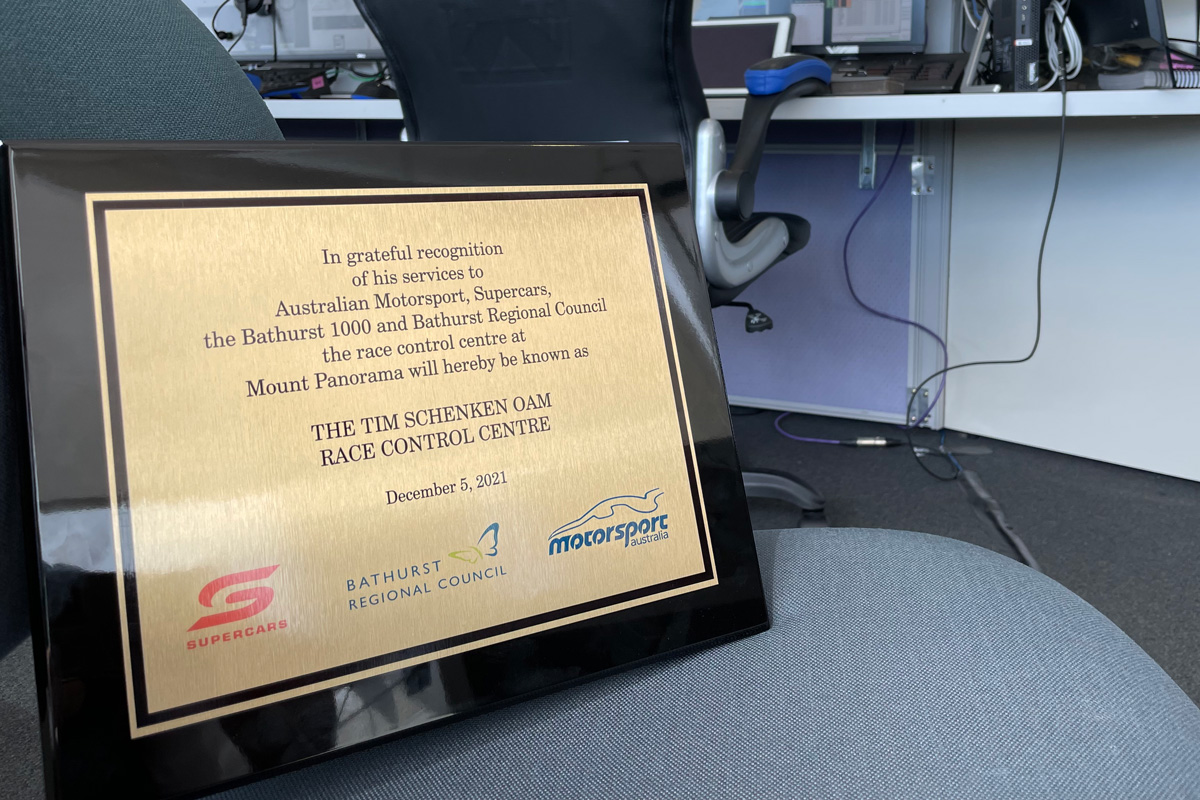 In grateful recognition
of his services to
Australian Motorsport, Supercars,
the Bathurst 1000 and Bathurst Regional Council
the race control centre at
Mount Panorama will hereby be known as
THE TIM SCHENKEN OAM
RACE CONTROL CENTRE
December 5, 2021
SUPERCARS
BATHURST
REGIONAL COUNCIL
motorsport
australia